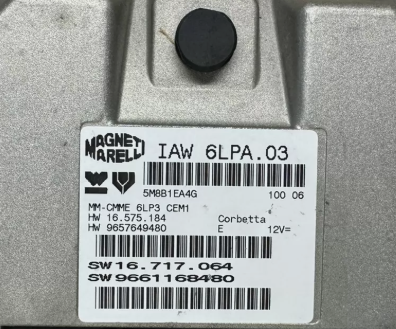 MAGNETI MARELLI IAW 6LPA.03
5M8B1EA4G 100 06
MM-CMME 6LP3 CEM1
HW 16.575.184 Corbetta
HW 9657649480 E 12V=
SW16.717.064
SW9661168480